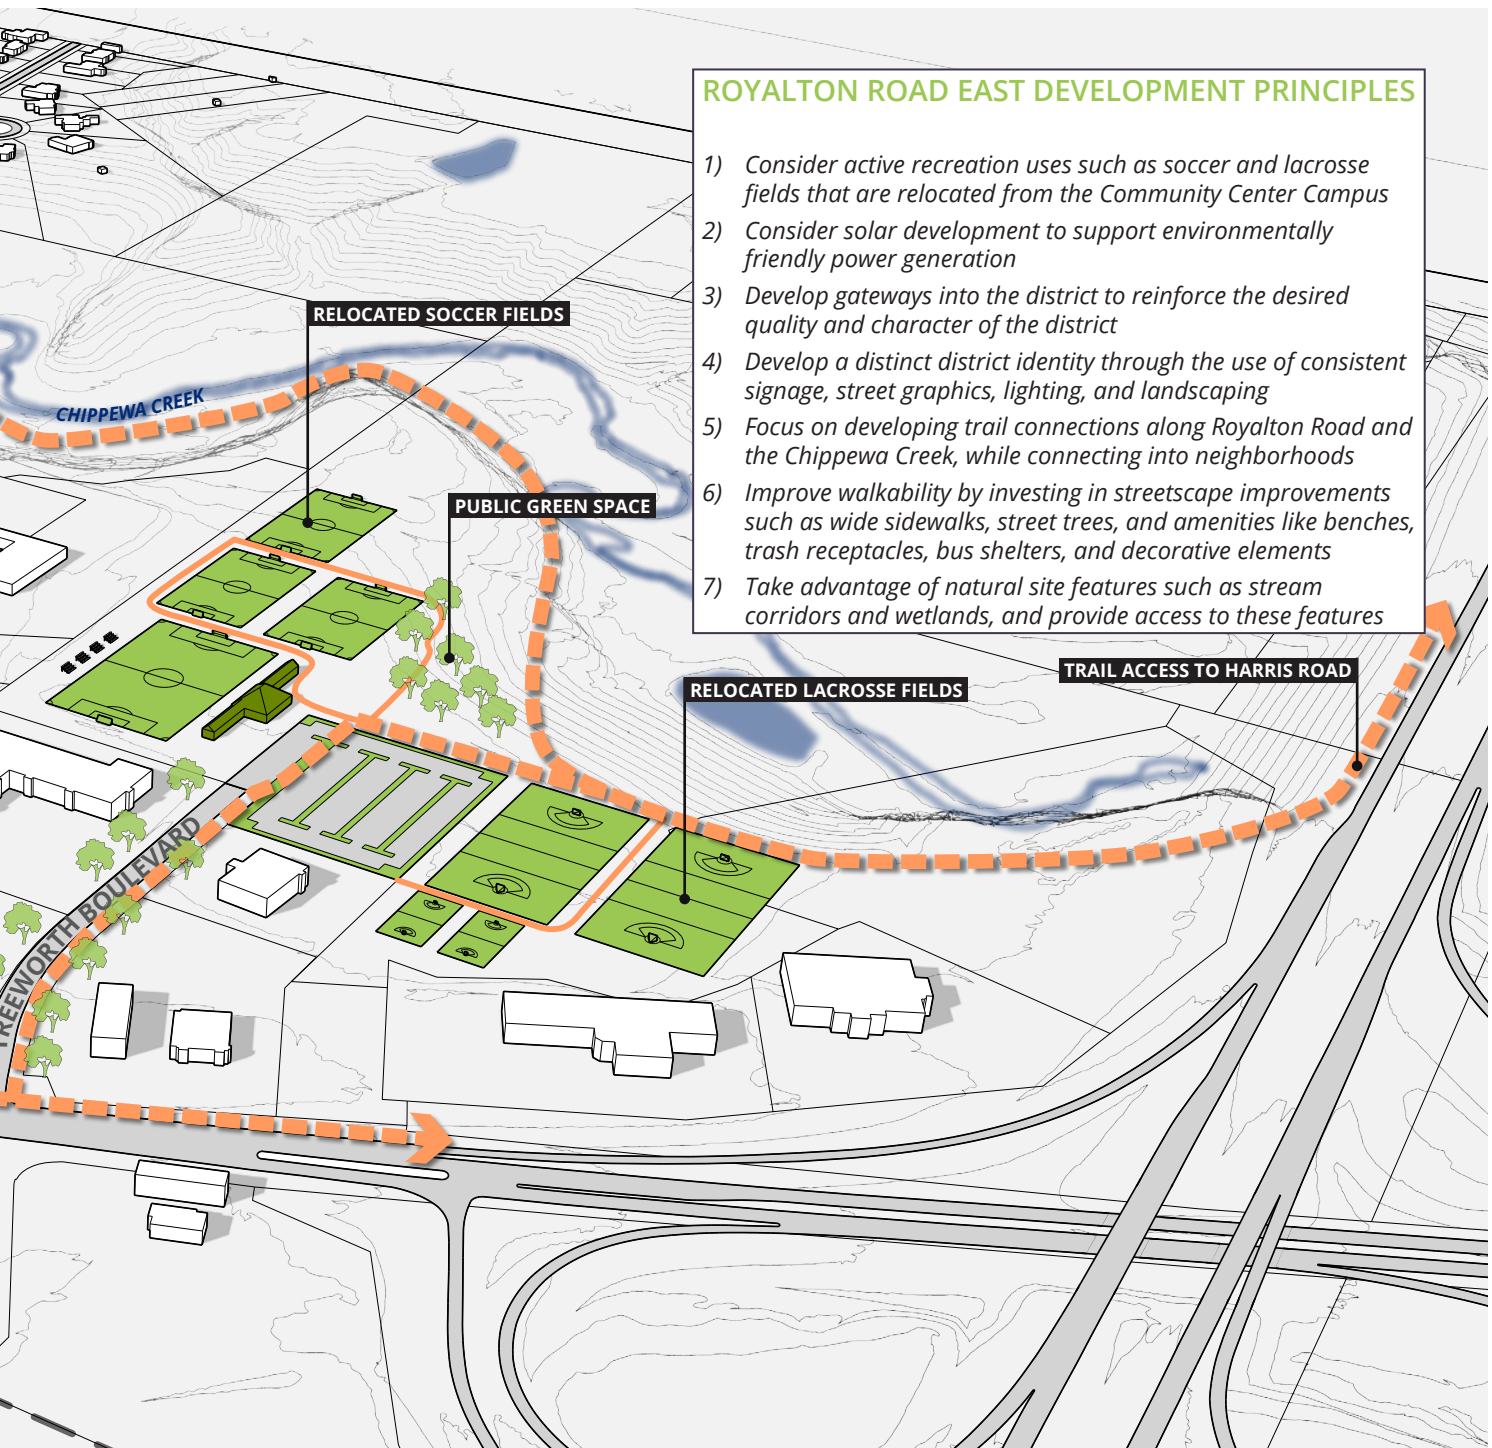 ROYALTON ROAD EAST DEVELOPMENT PRINCIPLES
1) Consider active recreation uses such as soccer and lacrosse
fields that are relocated from the Community Center Campus
2) Consider solar development to support environmentally
friendly power generation
3) Develop gateways into the district to reinforce the desired
quality and character of the district
4) Develop a distinct district identity through the use of consistent
signage, street graphics, lighting, and landscaping
5) Focus on developing trail connections along Royalton Road and
the Chippewa Creek, while connecting into neighborhoods
6) Improve walkability by investing in streetscape improvements
such as wide sidewalks, street trees, and amenities like benches,
trash receptacles, bus shelters, and decorative elements
7) Take advantage of natural site features such as stream
corridors and wetlands, and provide access to these features
RELOCATED SOCCER FIELDS
CHIPPEWA CREEK
PUBLIC GREEN SPACE
TRAIL ACCESS TO HARRIS ROAD
RELOCATED LACROSSE FIELDS
TREEWORTH BOULEVARD